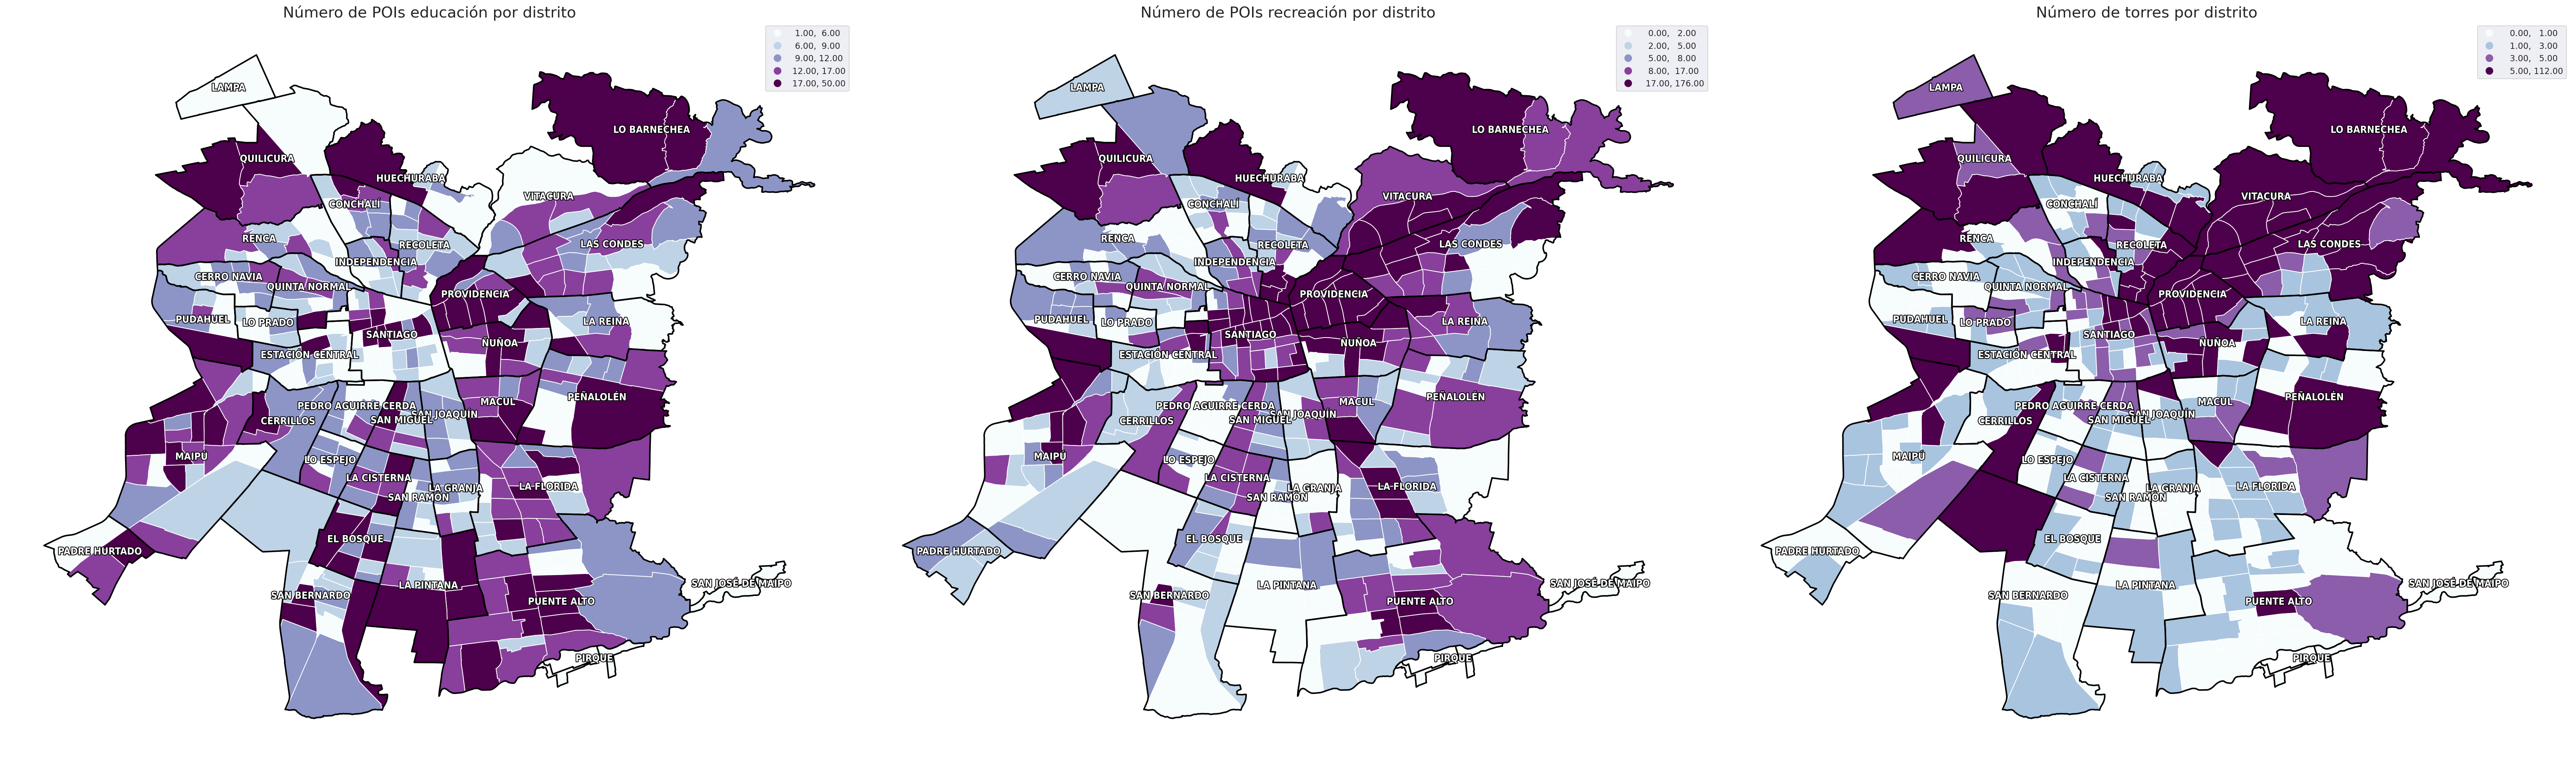 Número de POIs educación por distrito
1.00, 6.00
6.00, 9.00
9.00, 12.00
12.00, 17.00
17.00, 50.00
LAMPA
LO BARNECHEA
QUILICURA
HUECHURABA
VITACURA
CONCHALÍ
RENCA
RECOLETA
LAS CONDES
INDEPENDENCIA
CERRO NAVIA
QUINTA NORMAL
PROVIDENCIA
PUDAHUEL
LO PRADO
LA REINA
SANTIAGO
ÑUÑOA
ESTACIÓN CENTRAL
PEÑALOLÉN
MACUL
PEDRO AGUIRRE CERDA
SAN JOAQUÍN
CERRILLOS
SAN MIGUEL
MAIPÚ
LO ESPEJO
LA CISTERNA
LA GRANJA
LA FLORIDA
SAN RAMÓN
EL BOSQUE
PADRE HURTADO
LA PINTANA
SAN JOSÉ DE MAIPO
SAN BERNARDO
PUENTE ALTO
PIRQUE
Número de POIs recreación por distrito
0.00, 2.00
2.00, 5.00
5.00, 8.00
8.00, 17.00
17.00, 176.00
LAMPA
LO BARNECHEA
QUILICURA
HUECHURABA
VITACURA
CONCHALÍ
RENCA
RECOLETA
LAS CONDES
INDEPENDENCIA
CERRO NAVIA
QUINTA NORMAL
PROVIDENCIA
PUDAHUEL
LO PRADO
LA REINA
SANTIAGO
ÑUÑOA
ESTACIÓN CENTRAL
PEÑALOLÉN
MACUL
PEDRO AGUIRRE CERDA
SAN JOAQUÍN
CERRILLOS
SAN MIGUEL
MAIPÚ
LO ESPEJO
LA CISTERNA
LA GRANJA
LA FLORIDA
SAN RAMÓN
EL BOSQUE
PADRE HURTADO
LA PINTANA
SAN JOSÉ DE MAIPO
SAN BERNARDO
PUENTE ALTO
PIRQUE
Número de torres por distrito
0.00, 1.00
1.00, 3.00
3.00, 5.00
5.00, 112.00
LAMPA
LO BARNECHEA
QUILICURA
HUECHURABA
VITACURA
CONCHALÍ
RENCA
RECOLETA
LAS CONDES
INDEPENDENCIA
CERRO NAVIA
QUINTA NORMAL
PROVIDENCIA
PUDAHUEL
LO PRADO
LA REINA
SANTIAGO
ÑUÑOA
ESTACIÓN CENTRAL
PEÑALOLÉN
MACUL
PEDRO AGUIRRE CERDA
SAN JOAQUÍN
CERRILLOS
SAN MIGUEL
MAIPÚ
LO ESPEJO
LA CISTERNA
LA GRANJA
LA FLORIDA
SAN RAMÓN
EL BOSQUE
PADRE HURTADO
LA PINTANA
SAN JOSÉ DE MAIPO
SAN BERNARDO
PUENTE ALTO
PIRQUE